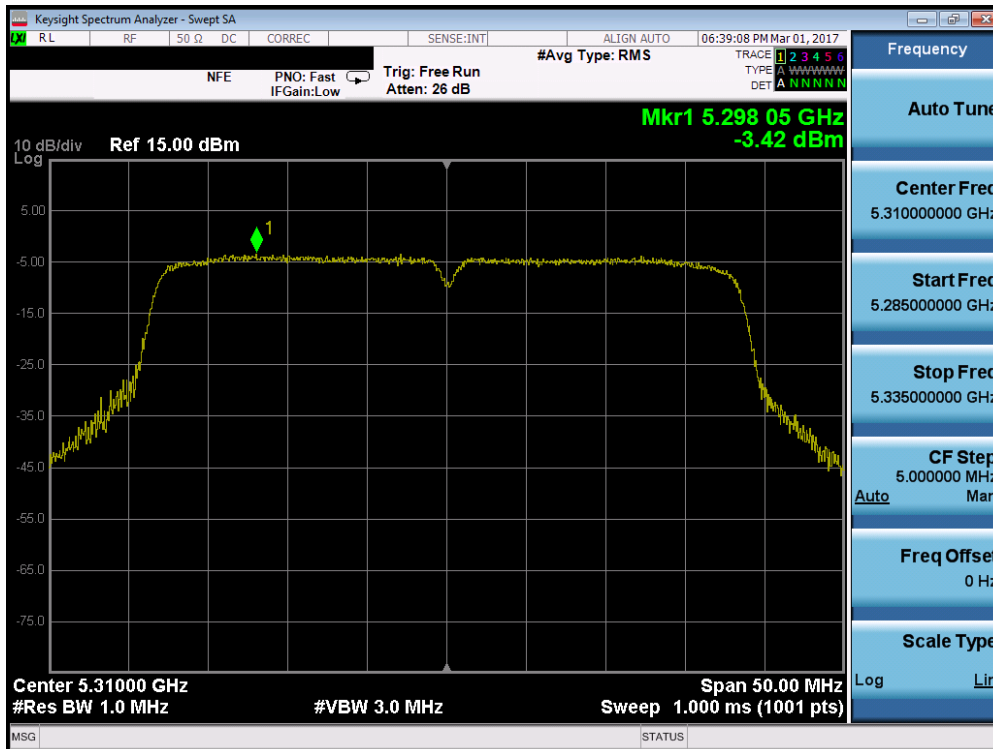 Keysight Spectrum Analyzer - Swept SA
LXI RL RF 50 Ω DC CORREC SENSE:INT ALIGN AUTO 06:39:08 PM Mar 01, 2017
NFE PNO: Fast Trig: Free Run #Avg Type: RMS TRACE 1 2 3 4 5 6
IFGain:Low Atten: 26 dB TYPE A WWWWW
DET A N N N N N
Mkr1 5.298 05 GHz
-3.42 dBm
10 dB/div Ref 15.00 dBm
Log
1
5.00
-5.00
-15.0
-25.0
-35.0
-45.0
-55.0
-65.0
-75.0
Center 5.31000 GHz Span 50.00 MHz
#Res BW 1.0 MHz #VBW 3.0 MHz Sweep 1.000 ms (1001 pts)
MSG STATUS
Frequency
Auto Tune
Center Freq
5.310000000 GHz
Start Freq
5.285000000 GHz
Stop Freq
5.335000000 GHz
CF Step
5.000000 MHz
Auto Man
Freq Offset
0 Hz
Scale Type
Log Lin